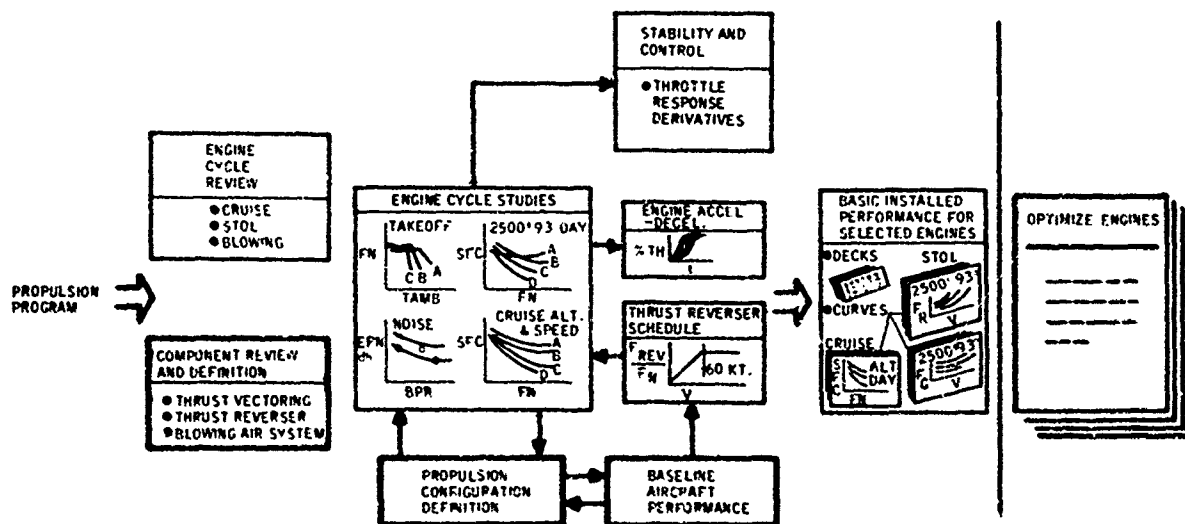 PROPULSION
PROGRAM
ENGINE
CYCLE
REVIEW
● CRUISE
● STOL
● BLOWING
COMPONENT REVIEW
AND DEFINITION
● THRUST VECTORING
● THRUST REVERSER
● BLOWING AIR SYSTEM
STABILITY AND
CONTROL
● THROTTLE
RESPONSE
DERIVATIVES
ENGINE CYCLE STUDIES
TAKEOFF
FN
C B A
TAMB
2500' 93 DAY
SFC
A
B
C
D
FN
NOISE
EFN
BPR
CRUISE ALT.
& SPEED
SFC
A
B
C
D
FN
PROPULSION
CONFIGURATION
DEFINITION
BASELINE
AIRCRAFT
PERFORMANCE
ENGINE ACCEL
-DECEL.
% TH
t
THRUST REVERSER
SCHEDULE
F REV
FN
60 KT.
V
BASIC INSTALLED
PERFORMANCE FOR
SELECTED ENGINES
● DECKS
STOL
● CURVES
2500' 93
FR
V
CRUISE
SFC
ALT
DAY
FN
2500' 93
FG
V
OPTIMIZE ENGINES